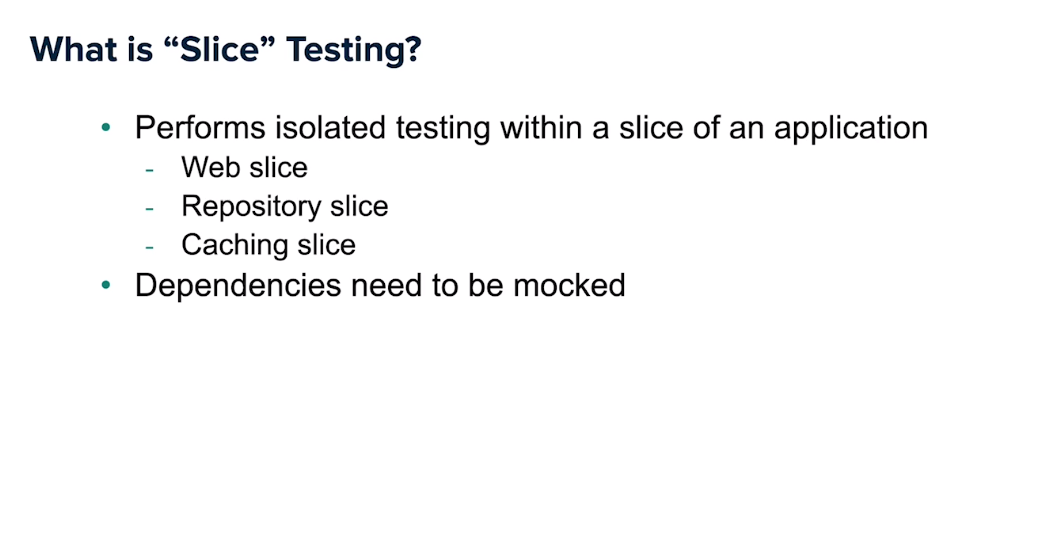 What is “Slice” Testing?
• Performs isolated testing within a slice of an application
- Web slice
- Repository slice
- Caching slice
• Dependencies need to be mocked